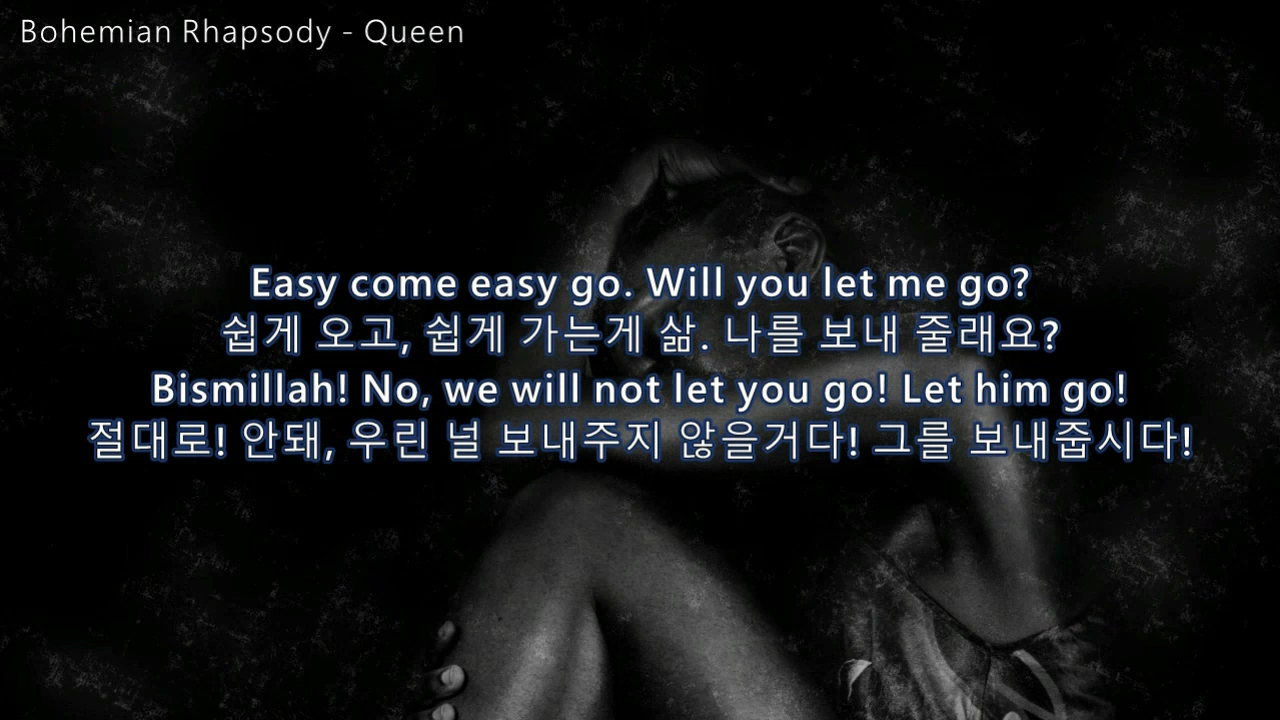 Bohemian Rhapsody - Queen
Easy come easy go. Will you let me go?
쉽게 오고, 쉽게 가는게 삶. 나를 보내 줄래요?
Bismillah! No, we will not let you go! Let him go!
절대로! 안돼, 우린 널 보내주지 않을거다! 그를 보내줍시다!